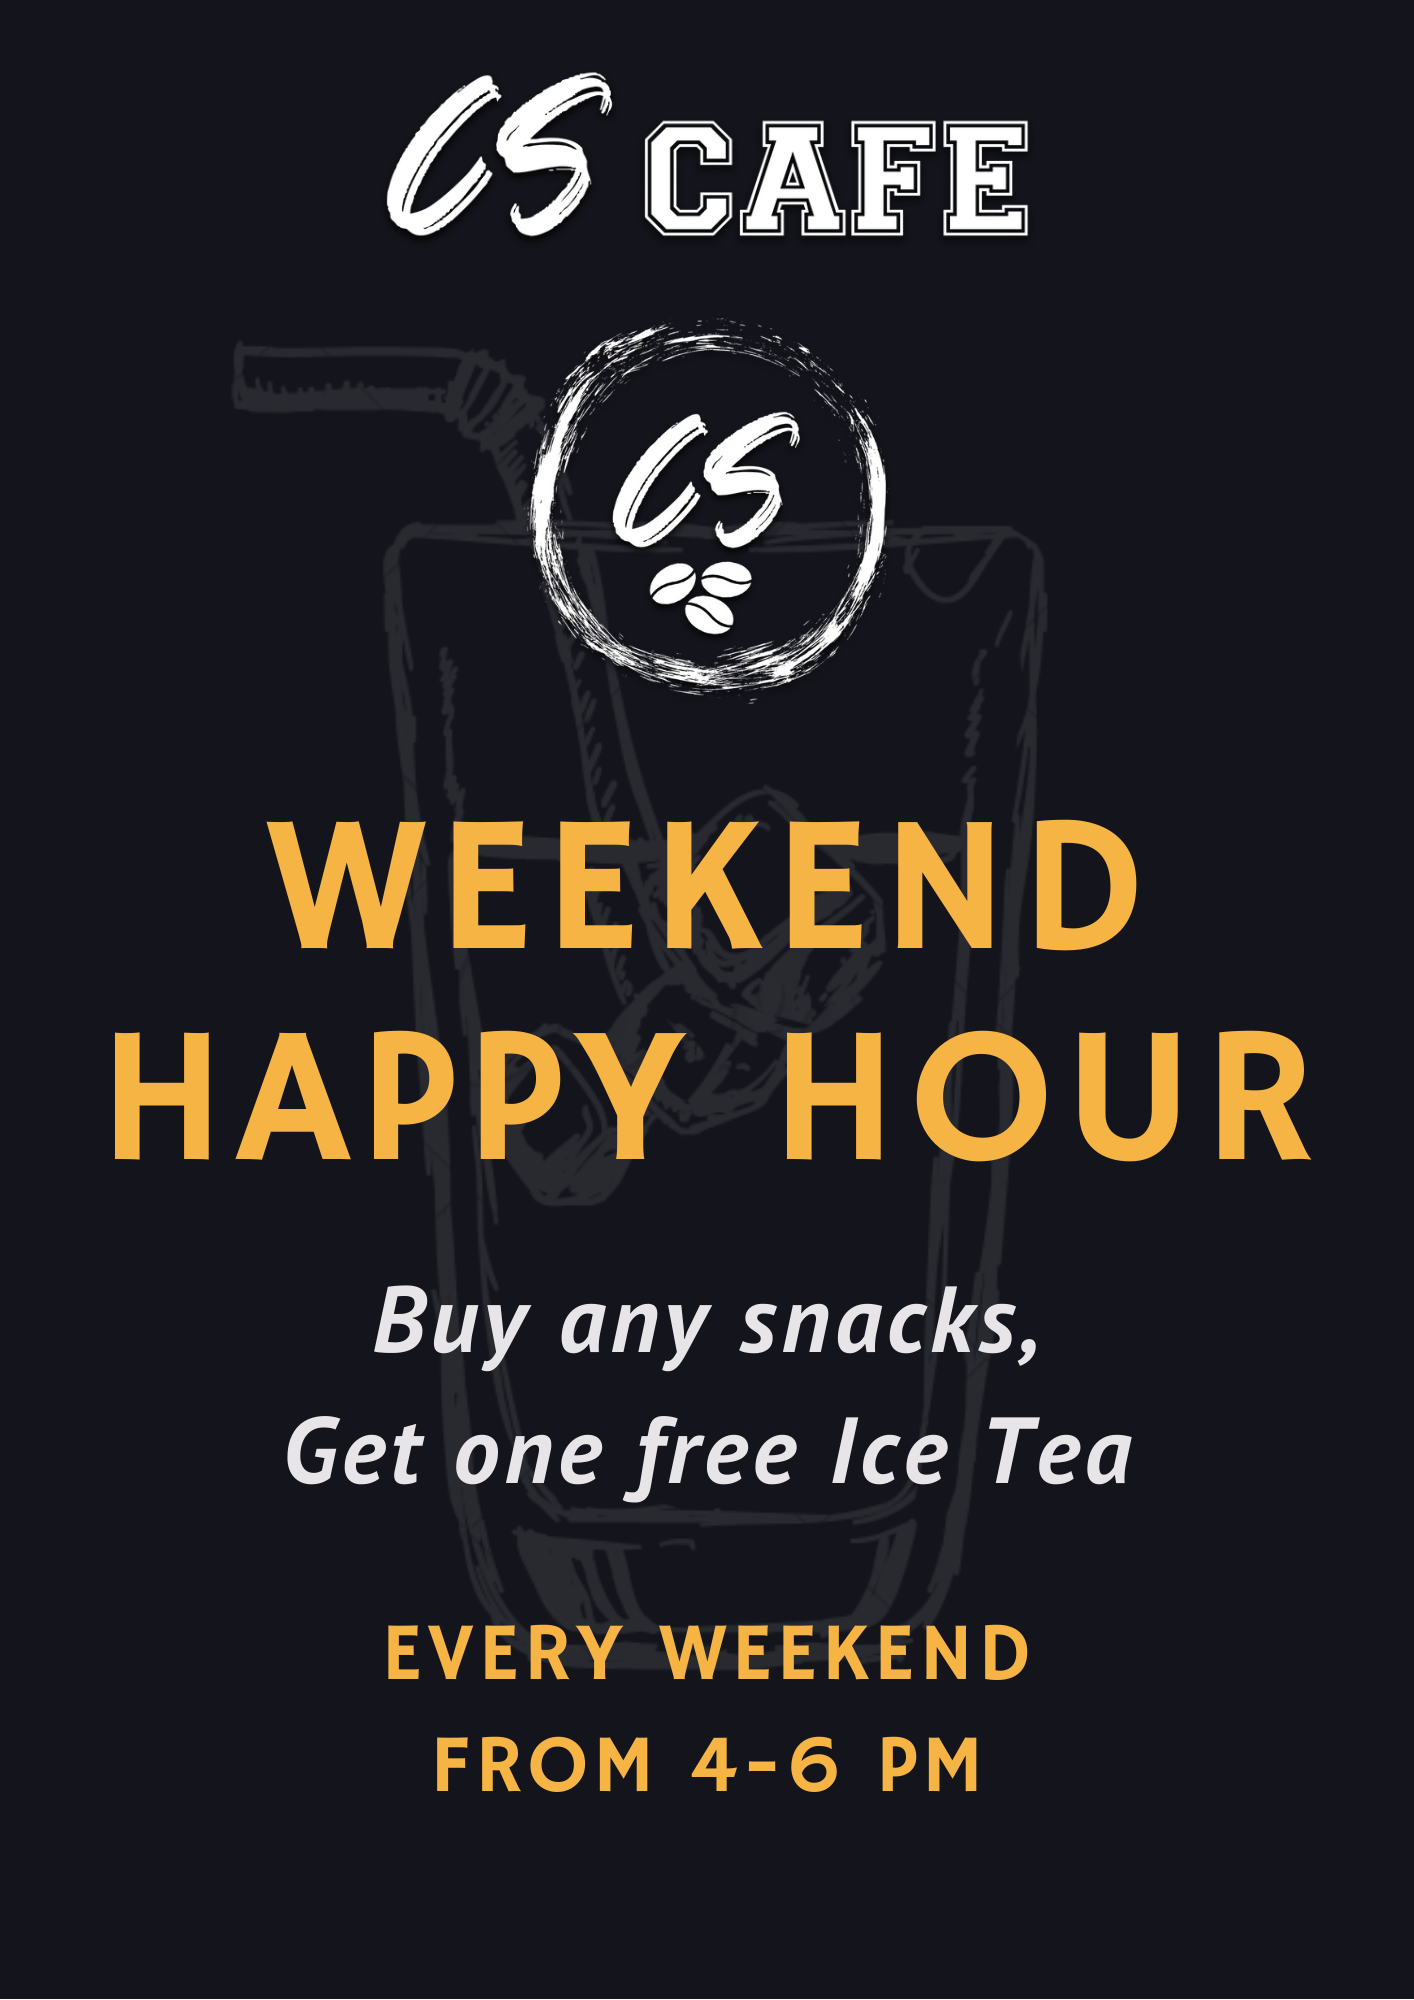 CS CAFE
CS
WEEKEND
HAPPY HOUR
Buy any snacks,
Get one free Ice Tea
EVERY WEEKEND
FROM 4-6 PM